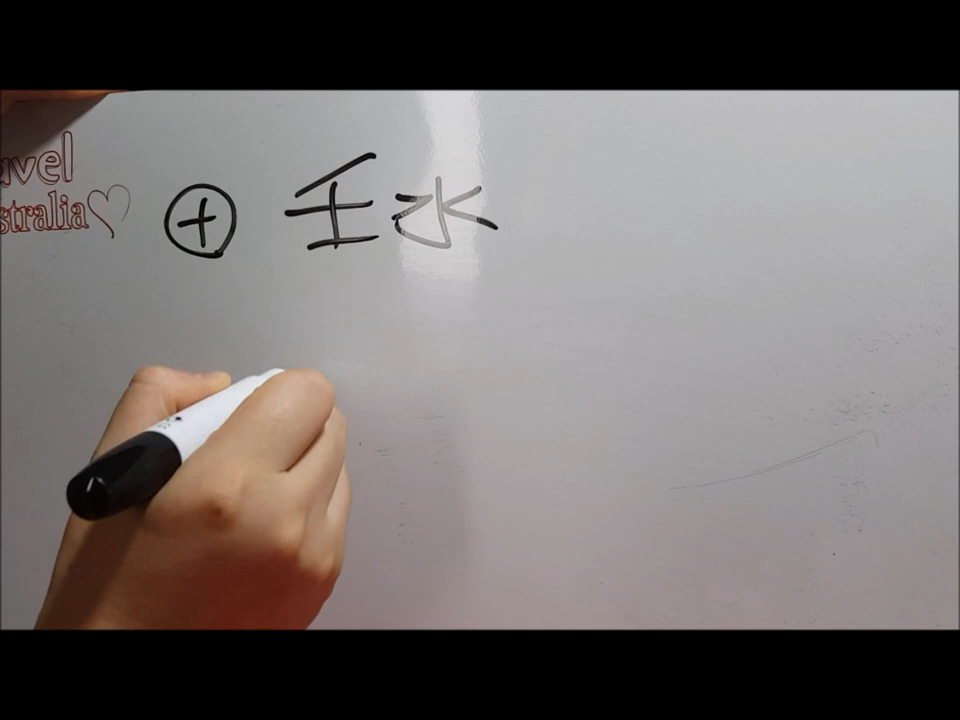 avel
stralia
⊕ 壬水